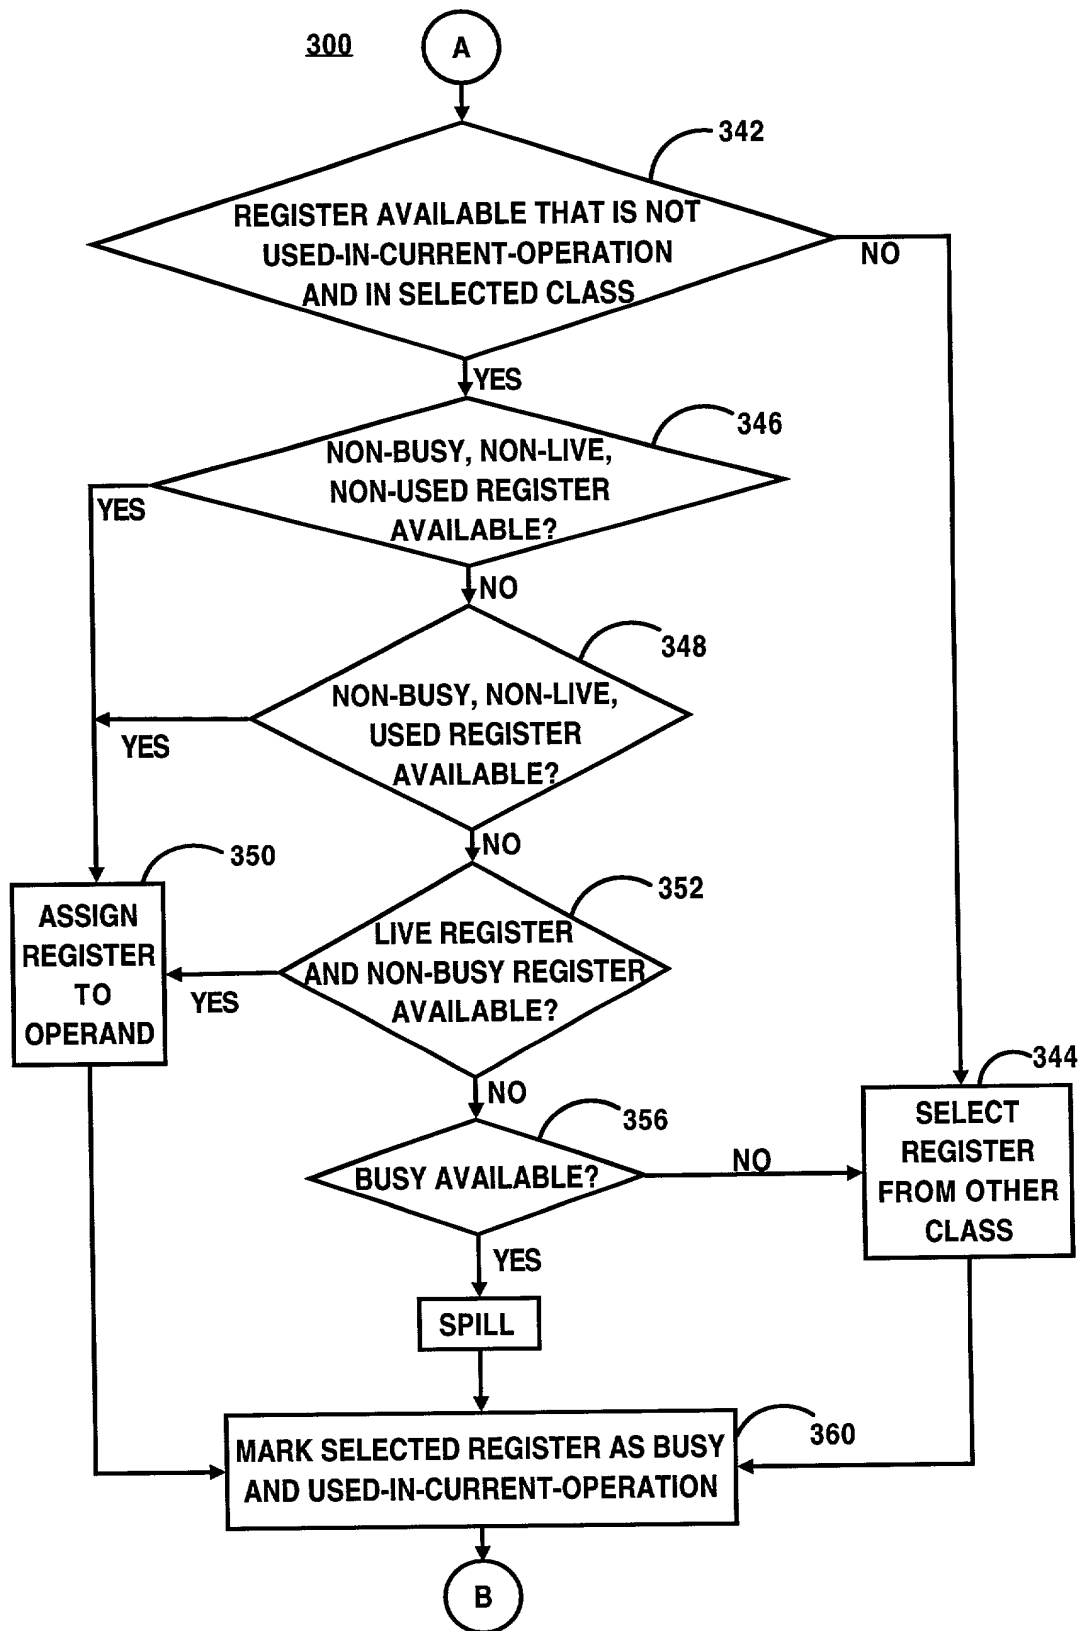 300
A
342
REGISTER AVAILABLE THAT IS NOT
USED-IN-CURRENT-OPERATION
AND IN SELECTED CLASS
NO
YES
346
NON-BUSY, NON-LIVE,
NON-USED REGISTER
AVAILABLE?
YES
NO
348
NON-BUSY, NON-LIVE,
USED REGISTER
AVAILABLE?
YES
NO
350
ASSIGN
REGISTER
TO
OPERAND
352
LIVE REGISTER
AND NON-BUSY REGISTER
AVAILABLE?
YES
NO
344
SELECT
REGISTER
FROM OTHER
CLASS
356
BUSY AVAILABLE?
NO
YES
SPILL
360
MARK SELECTED REGISTER AS BUSY
AND USED-IN-CURRENT-OPERATION
B